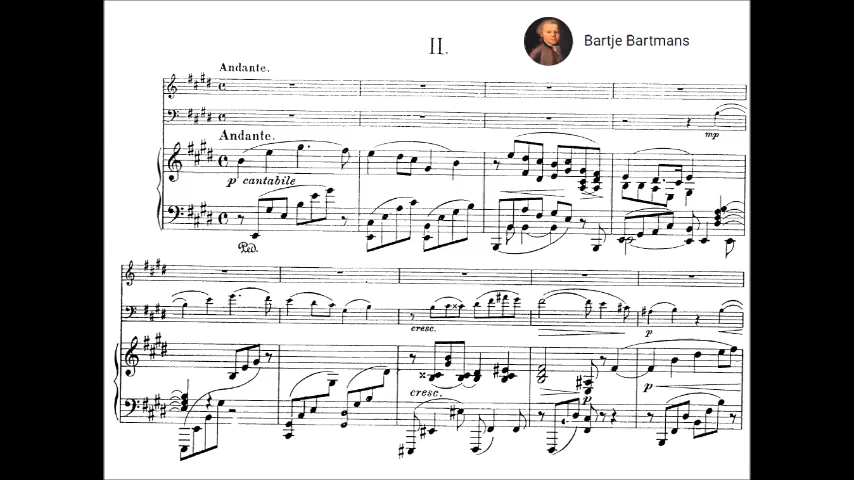 II.
Bartje Bartmans
Andante.
mp
Andante.
p cantabile
Ped.
cresc.
p
cresc.
p
p